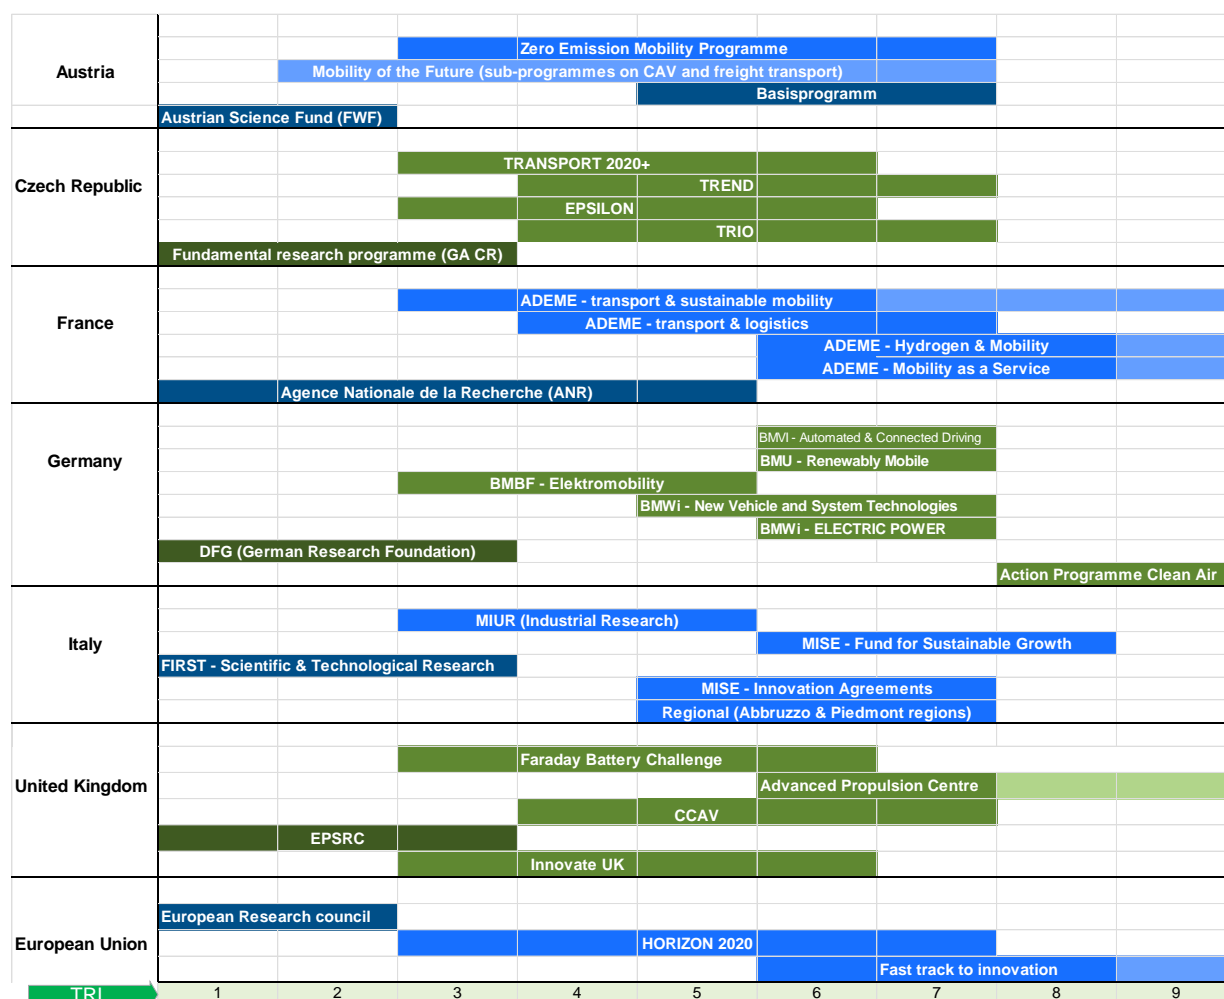 Zero Emission Mobility Programme
Austria
Mobility of the Future (sub-programmes on CAV and freight transport)
Basisprogramm
Austrian Science Fund (FWF)
TRANSPORT 2020+
Czech Republic
TREND
EPSILON
TRIO
Fundamental research programme (GA CR)
ADEME - transport & sustainable mobility
France
ADEME - transport & logistics
ADEME - Hydrogen & Mobility
ADEME - Mobility as a Service
Agence Nationale de la Recherche (ANR)
BMVI - Automated & Connected Driving
Germany
BMU - Renewably Mobile
BMBF - Elektromobility
BMWi - New Vehicle and System Technologies
BMWi - ELECTRIC POWER
DFG (German Research Foundation)
Action Programme Clean Air
MIUR (Industrial Research)
Italy
MISE - Fund for Sustainable Growth
FIRST - Scientific & Technological Research
MISE - Innovation Agreements
Regional (Abbruzzo & Piedmont regions)
Faraday Battery Challenge
United Kingdom
Advanced Propulsion Centre
CCAV
EPSRC
Innovate UK
European Research council
European Union
HORIZON 2020
Fast track to innovation
TRL 1 2 3 4 5 6 7 8 9